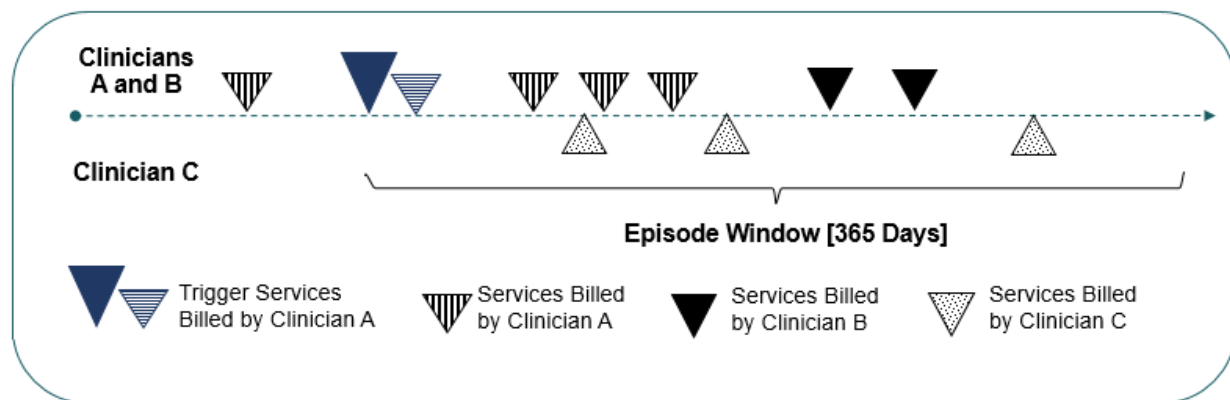 Clinicians
A and B
Clinician C
Episode Window [365 Days]
Trigger Services
Billed by Clinician A
Services Billed
by Clinician A
Services Billed
by Clinician B
Services Billed
by Clinician C